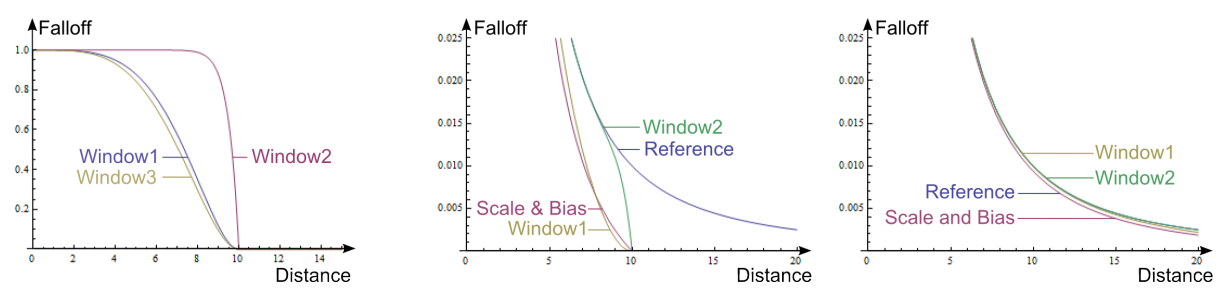 Falloff
1.0
0.8
0.6
0.4
0.2
Window1
Window3
Window2
0 2 4 6 8 10 12 14
Distance
Falloff
0.025
0.020
0.015
0.010
0.005
Window2
Reference
Scale & Bias
Window1
0 5 10 15 20
Distance
Falloff
0.025
0.020
0.015
0.010
0.005
Window1
Window2
Reference
Scale and Bias
0 5 10 15 20
Distance